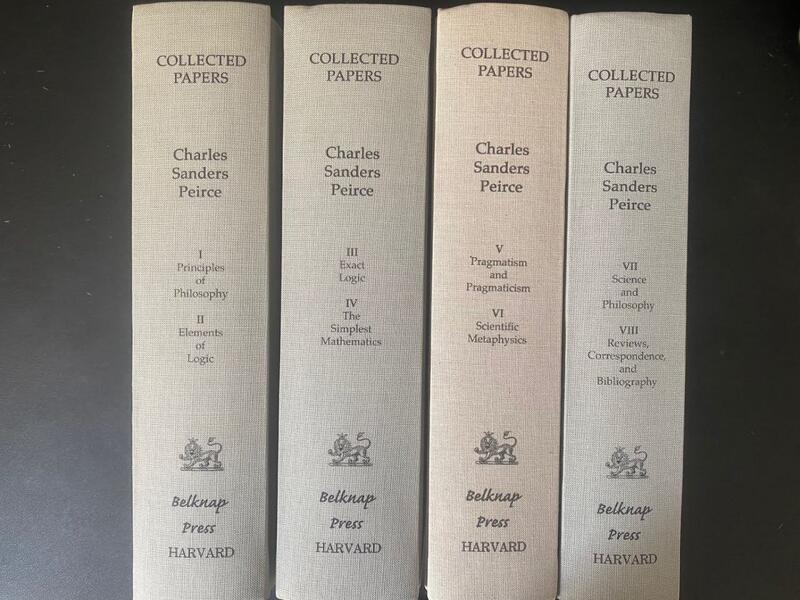 COLLECTED
PAPERS
Charles
Sanders
Peirce
I
Principles
of
Philosophy
II
Elements
of
Logic
Belknap
Press
HARVARD
COLLECTED
PAPERS
Charles
Sanders
Peirce
III
Exact
Logic
IV
The
Simplest
Mathematics
Belknap
Press
HARVARD
COLLECTED
PAPERS
Charles
Sanders
Peirce
V
Pragmatism
and
Pragmaticism
VI
Scientific
Metaphysics
Belknap
Press
HARVARD
COLLECTED
PAPERS
Charles
Sanders
Peirce
VII
Science
and
Philosophy
VIII
Reviews,
Correspondence,
and
Bibliography
Belknap
Press
HARVARD